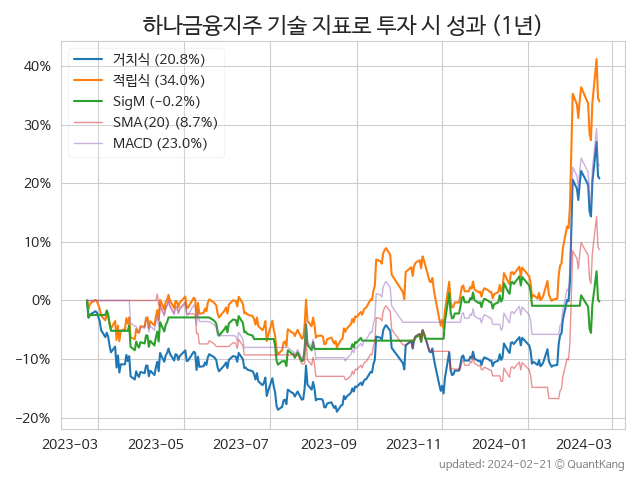 하나금융지주 기술 지표로 투자 시 성과 (1년)
거치식 (20.8%)
적립식 (34.0%)
SigM (−0.2%)
SMA(20) (8.7%)
MACD (23.0%)
40%
30%
20%
10%
0%
−10%
−20%
2023-03 2023-05 2023-07 2023-09 2023-11 2024-01 2024-03
updated: 2024-02-21 © QuantKang